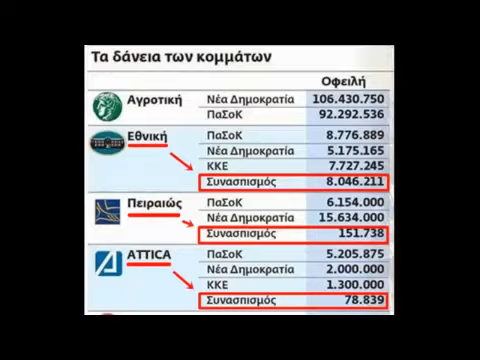 Τα δάνεια των κομμάτων
Οφειλή
Αγροτική Νέα Δημοκρατία 106.430.750
ΠαΣοΚ 92.292.536
Εθνική ΠαΣοΚ 8.776.889
Νέα Δημοκρατία 5.175.165
ΚΚΕ 7.727.245
Συνασπισμός 8.046.211
Πειραιώς ΠαΣοΚ 6.154.000
Νέα Δημοκρατία 15.634.000
Συνασπισμός 151.738
ATTICA ΠαΣοΚ 5.205.875
Νέα Δημοκρατία 2.000.000
ΚΚΕ 1.300.000
Συνασπισμός 78.839